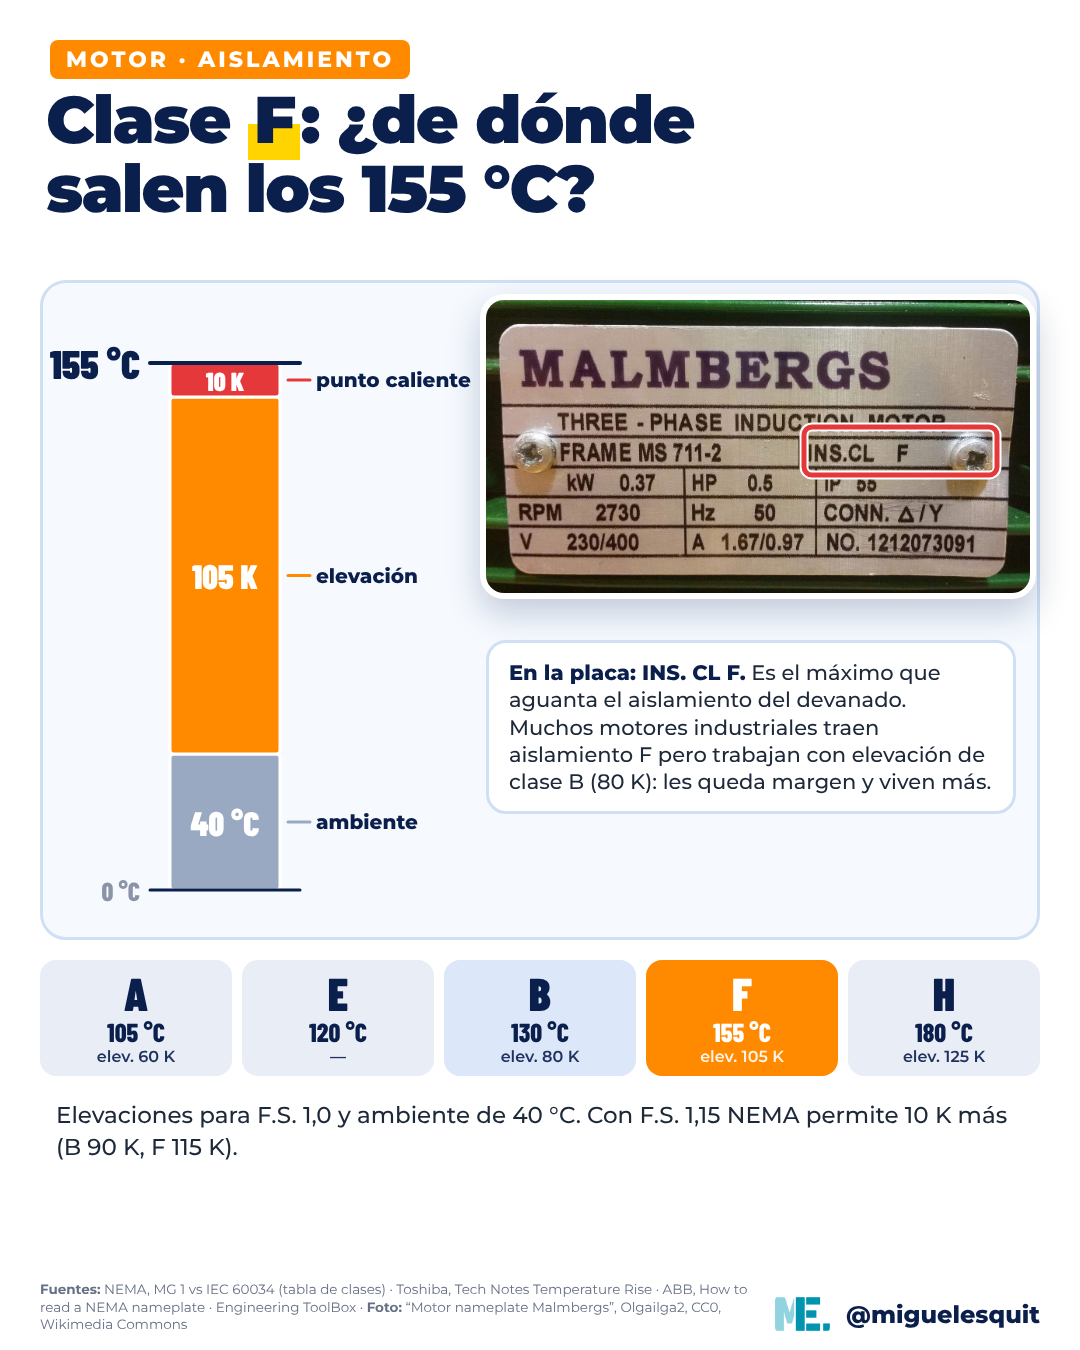 MOTOR · AISLAMIENTO
Clase F: ¿de dónde
salen los 155 °C?
155 °C
10 K
punto caliente
105 K
elevación
40 °C
ambiente
0 °C
MALMBERGS
THREE - PHASE INDUCTION MOTOR
FRAME MS 711-2 INS.CL F
kW 0.37 HP 0.5 IP 55
RPM 2730 Hz 50 CONN. Δ/Y
V 230/400 A 1.67/0.97 NO. 1212073091
En la placa: INS. CL F. Es el máximo que
aguanta el aislamiento del devanado.
Muchos motores industriales traen
aislamiento F pero trabajan con elevación de
clase B (80 K): les queda margen y viven más.
A
105 °C
elev. 60 K
E
120 °C
—
B
130 °C
elev. 80 K
F
155 °C
elev. 105 K
H
180 °C
elev. 125 K
Elevaciones para F.S. 1,0 y ambiente de 40 °C. Con F.S. 1,15 NEMA permite 10 K más
(B 90 K, F 115 K).
Fuentes: NEMA, MG 1 vs IEC 60034 (tabla de clases) · Toshiba, Tech Notes Temperature Rise · ABB, How to
read a NEMA nameplate · Engineering ToolBox · Foto: “Motor nameplate Malmbergs”, Olgailga2, CC0,
Wikimedia Commons
ME.
@miguelesquit